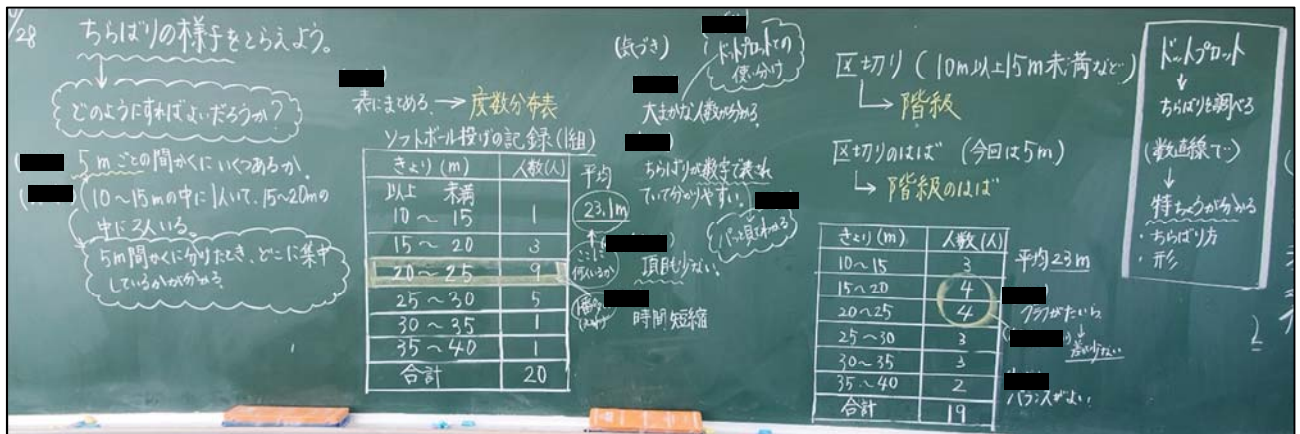 28
ちらばりの様子をとらえよう。
どのようにすればよいだろうか?
5mごとの間かくにいくつあるか。
(10~15mの中に1人いて、15~20mの
中に3人いる。
5m間かくに分けたとき、どこに集中
しているかが分かる。
表にまとめる→度数分布表
ソフトボール投げの記録(1組)
きょり(m) 人数(人)
以上 未満
10 ~ 15 1
15 ~ 20 3
20 ~ 25 9
25 ~ 30 5
30 ~ 35 1
35 ~ 40 1
合計 20
平均
23.1m
ここに
何人いるか
(気づき)
ドットプロットでの
使い分け
大まかな人数が分かる。
ちらばりが数字で表され
ていて分かりやすい。
パッと見てわかる
項目も少ない。
時間短縮
区切り(10m以上15m未満など)
階級
区切りのはば (今回は5m)
階級のはば
きょり(m) 人数(人)
10~15 3
15~20 4
20~25 4
25~30 3
30~35 3
35~40 2
合計 19
平均23m
グラフがたいら
差が少ない
バランスがよい。
ドットプロット
ちらばりを調べる
(数直線で)
特ちょうが分かる
・ちらばり方
・形